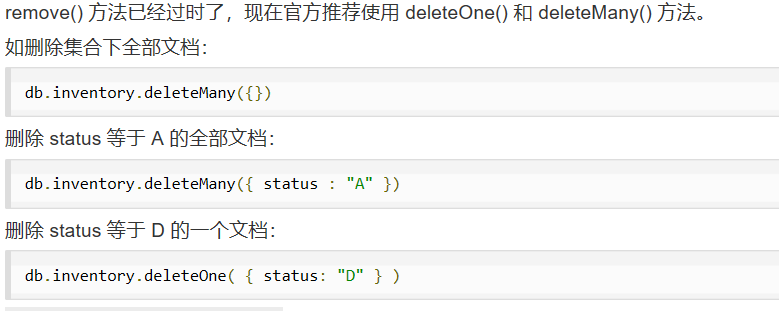 remove() 方法已经过时了，现在官方推荐使用 deleteOne() 和 deleteMany() 方法。
如删除集合下全部文档：
db.inventory.deleteMany({})
删除 status 等于 A 的全部文档：
db.inventory.deleteMany({ status : "A" })
删除 status 等于 D 的一个文档：
db.inventory.deleteOne( { status: "D" } )